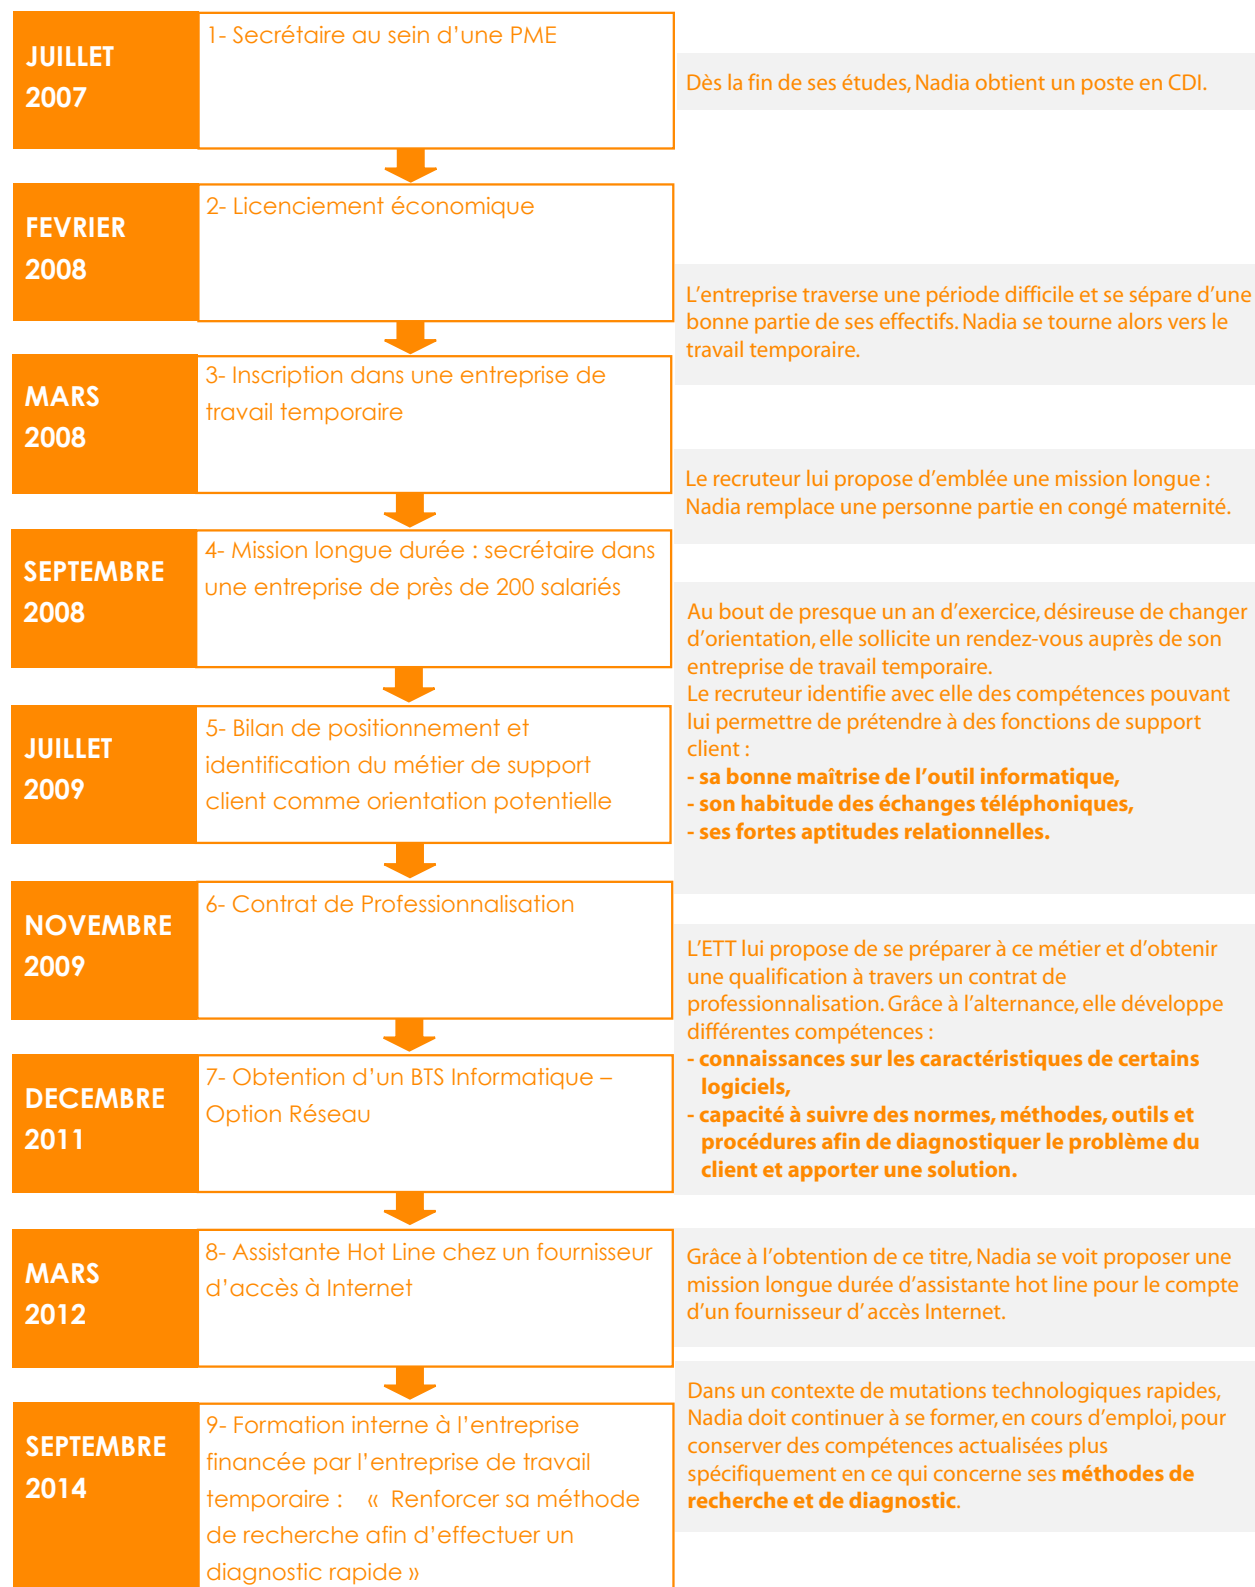 JUILLET
2007
1- Secrétaire au sein d’une PME
Dès la fin de ses études, Nadia obtient un poste en CDI.
FEVRIER
2008
2- Licenciement économique
L’entreprise traverse une période difficile et se sépare d’une
bonne partie de ses effectifs. Nadia se tourne alors vers le
travail temporaire.
MARS
2008
3- Inscription dans une entreprise de
travail temporaire
Le recruteur lui propose d’emblée une mission longue :
Nadia remplace une personne partie en congé maternité.
SEPTEMBRE
2008
4- Mission longue durée : secrétaire dans
une entreprise de près de 200 salariés
Au bout de presque un an d’exercice, désireuse de changer
d’orientation, elle sollicite un rendez-vous auprès de son
entreprise de travail temporaire.
Le recruteur identifie avec elle des compétences pouvant
lui permettre de prétendre à des fonctions de support
client :
- sa bonne maîtrise de l’outil informatique,
- son habitude des échanges téléphoniques,
- ses fortes aptitudes relationnelles.
JUILLET
2009
5- Bilan de positionnement et
identification du métier de support
client comme orientation potentielle
NOVEMBRE
2009
6- Contrat de Professionnalisation
L’ETT lui propose de se préparer à ce métier et d’obtenir
une qualification à travers un contrat de
professionnalisation. Grâce à l’alternance, elle développe
différentes compétences :
- connaissances sur les caractéristiques de certains
logiciels,
- capacité à suivre des normes, méthodes, outils et
procédures afin de diagnostiquer le problème du
client et apporter une solution.
DECEMBRE
2011
7- Obtention d’un BTS Informatique –
Option Réseau
MARS
2012
8- Assistante Hot Line chez un fournisseur
d’accès à Internet
Grâce à l’obtention de ce titre, Nadia se voit proposer une
mission longue durée d’assistante hot line pour le compte
d’un fournisseur d’accès Internet.
SEPTEMBRE
2014
9- Formation interne à l’entreprise
financée par l’entreprise de travail
temporaire : « Renforcer sa méthode
de recherche afin d’effectuer un
diagnostic rapide »
Dans un contexte de mutations technologiques rapides,
Nadia doit continuer à se former, en cours d’emploi, pour
conserver des compétences actualisées plus
spécifiquement en ce qui concerne ses méthodes de
recherche et de diagnostic.